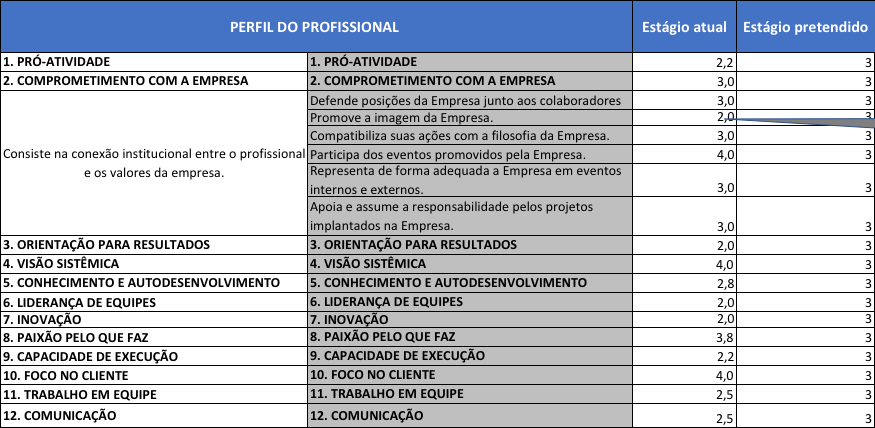 PERFIL DO PROFISSIONAL Estágio atual Estágio pretendido
1. PRÓ-ATIVIDADE 1. PRÓ-ATIVIDADE 2,2 3
2. COMPROMETIMENTO COM A EMPRESA 2. COMPROMETIMENTO COM A EMPRESA 3,0 3
Consiste na conexão institucional entre o profissional
e os valores da empresa.
Defende posições da Empresa junto aos colaboradores 3,0 3
Promove a imagem da Empresa. 2,0 3
Compatibiliza suas ações com a filosofia da Empresa. 3,0 3
Participa dos eventos promovidos pela Empresa. 4,0 3
Representa de forma adequada a Empresa em eventos
internos e externos. 3,0 3
Apoia e assume a responsabilidade pelos projetos
implantados na Empresa. 3,0 3
3. ORIENTAÇÃO PARA RESULTADOS 3. ORIENTAÇÃO PARA RESULTADOS 2,0 3
4. VISÃO SISTÊMICA 4. VISÃO SISTÊMICA 4,0 3
5. CONHECIMENTO E AUTODESENVOLVIMENTO 5. CONHECIMENTO E AUTODESENVOLVIMENTO 2,8 3
6. LIDERANÇA DE EQUIPES 6. LIDERANÇA DE EQUIPES 2,0 3
7. INOVAÇÃO 7. INOVAÇÃO 2,0 3
8. PAIXÃO PELO QUE FAZ 8. PAIXÃO PELO QUE FAZ 3,8 3
9. CAPACIDADE DE EXECUÇÃO 9. CAPACIDADE DE EXECUÇÃO 2,2 3
10. FOCO NO CLIENTE 10. FOCO NO CLIENTE 4,0 3
11. TRABALHO EM EQUIPE 11. TRABALHO EM EQUIPE 2,5 3
12. COMUNICAÇÃO 12. COMUNICAÇÃO 2,5 3